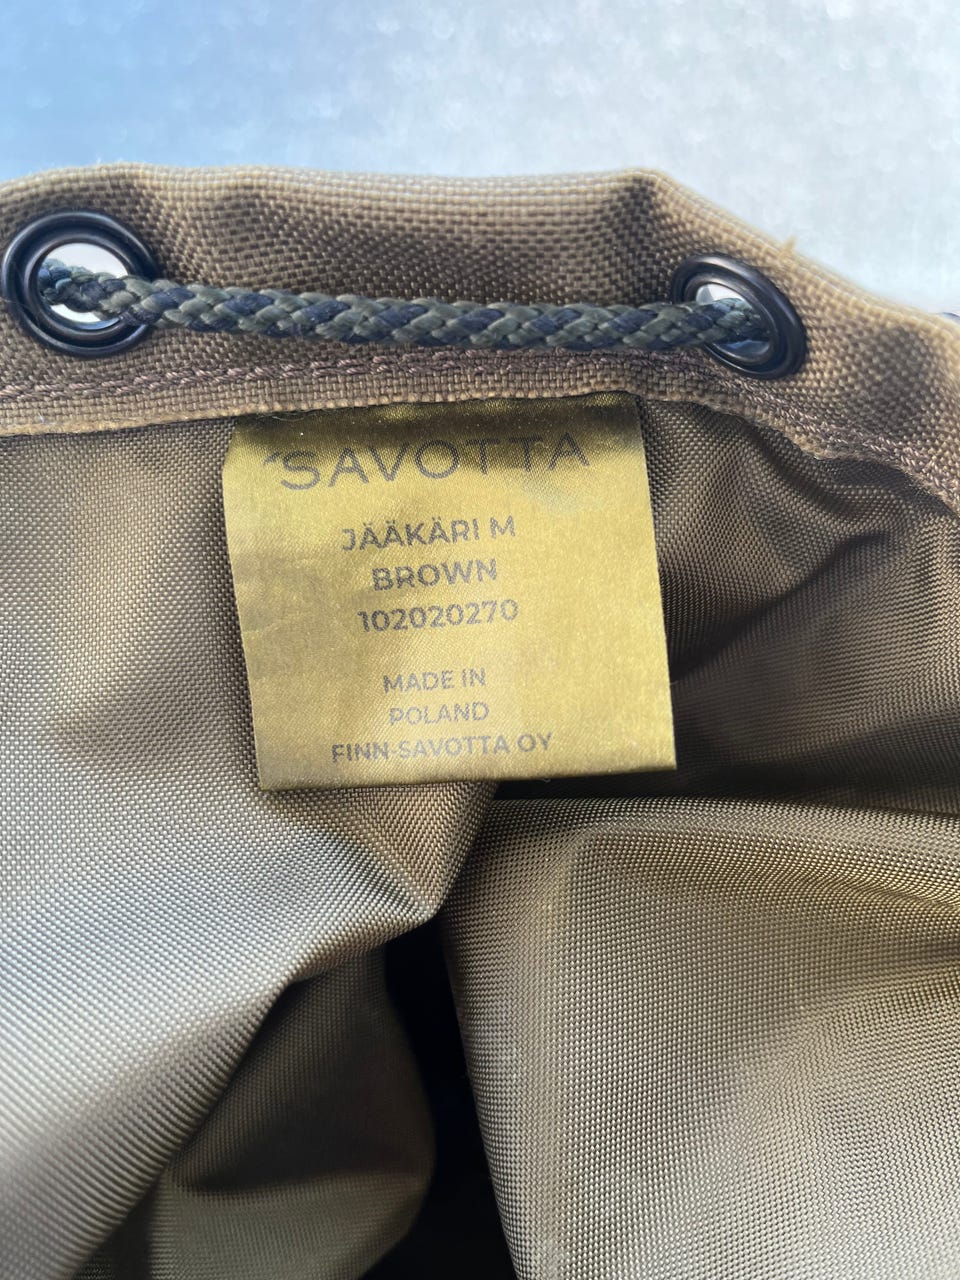 SAVOTTA
JÄÄKÄRI M
BROWN
102020270
MADE IN
POLAND
FINN-SAVOTTA OY